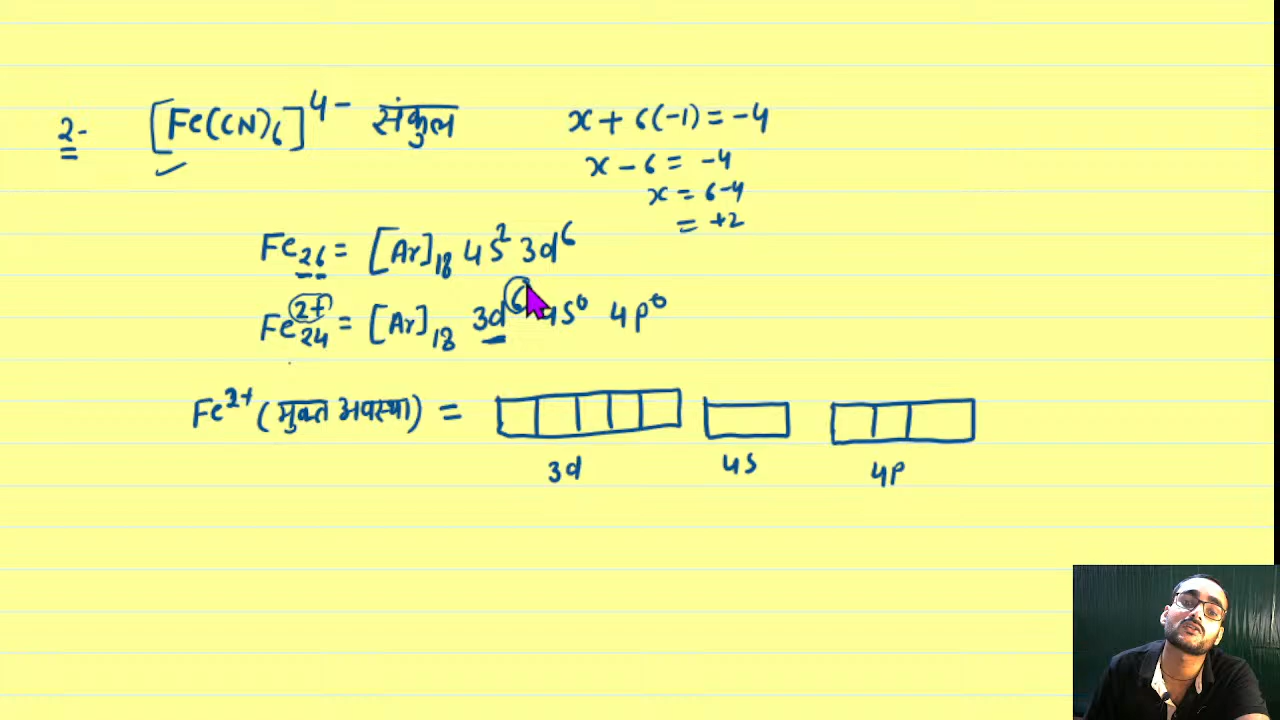 2- [Fe(CN)6]4- संकुल
x + 6(-1) = -4
x - 6 = -4
x = 6-4
= +2
Fe26 = [Ar]18 4s2 3d6
Fe2+24 = [Ar]18 3d6 4s0 4p0
Fe2+ (मुक्त अवस्था) =
3d 4s 4p